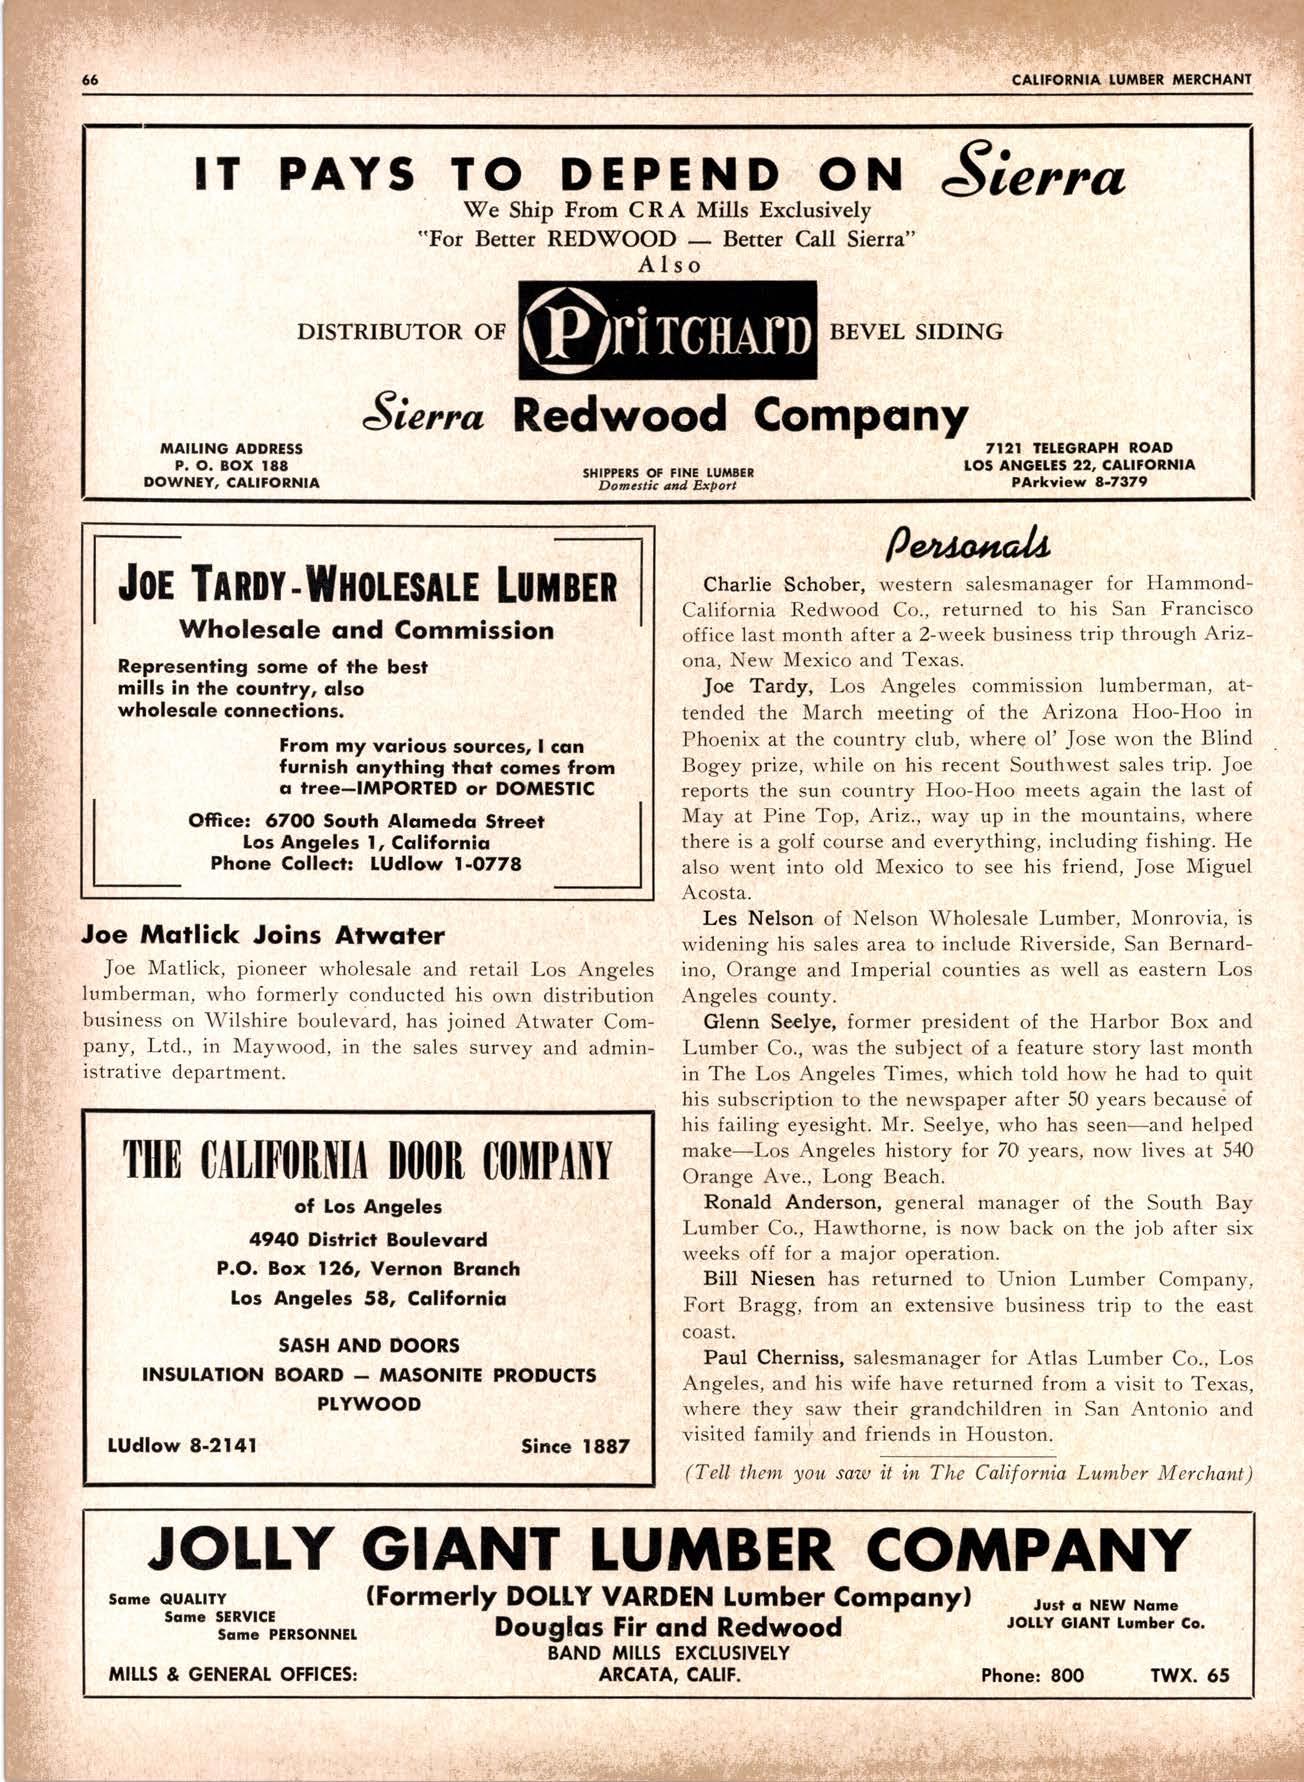 66
CALIFORNIA LUMBER MERCHANT
IT PAYS TO DEPEND ON Sierra
We Ship From CRA Mills Exclusively
"For Better REDWOOD — Better Call Sierra"
Also
DISTRIBUTOR OF PriTCHArD BEVEL SIDING
Sierra Redwood Company
MAILING ADDRESS
P. O. BOX 188
DOWNEY, CALIFORNIA
SHIPPERS OF FINE LUMBER
Domestic and Export
7121 TELEGRAPH ROAD
LOS ANGELES 22, CALIFORNIA
PArkview 8-7379
JOE TARDY-WHOLESALE LUMBER
Wholesale and Commission
Representing some of the best
mills in the country, also
wholesale connections.
From my various sources, I can
furnish anything that comes from
a tree—IMPORTED or DOMESTIC
Office: 6700 South Alameda Street
Los Angeles 1, California
Phone Collect: LUdlow 1-0778
Joe Matlick Joins Atwater
Joe Matlick, pioneer wholesale and retail Los Angeles
lumberman, who formerly conducted his own distribution
business on Wilshire boulevard, has joined Atwater Com-
pany, Ltd., in Maywood, in the sales survey and admin-
istrative department.
THE CALIFORNIA DOOR COMPANY
of Los Angeles
4940 District Boulevard
P.O. Box 126, Vernon Branch
Los Angeles 58, California
SASH AND DOORS
INSULATION BOARD — MASONITE PRODUCTS
PLYWOOD
LUdlow 8-2141
Since 1887
Personals
Charlie Schober, western salesmanager for Hammond-
California Redwood Co., returned to his San Francisco
office last month after a 2-week business trip through Ariz-
ona, New Mexico and Texas.
Joe Tardy, Los Angeles commission lumberman, at-
tended the March meeting of the Arizona Hoo-Hoo in
Phoenix at the country club, where ol' Jose won the Blind
Bogey prize, while on his recent Southwest sales trip. Joe
reports the sun country Hoo-Hoo meets again the last of
May at Pine Top, Ariz., way up in the mountains, where
there is a golf course and everything, including fishing. He
also went into old Mexico to see his friend, Jose Miguel
Acosta.
Les Nelson of Nelson Wholesale Lumber, Monrovia, is
widening his sales area to include Riverside, San Bernard-
ino, Orange and Imperial counties as well as eastern Los
Angeles county.
Glenn Seelye, former president of the Harbor Box and
Lumber Co., was the subject of a feature story last month
in The Los Angeles Times, which told how he had to quit
his subscription to the newspaper after 50 years because of
his failing eyesight. Mr. Seelye, who has seen—and helped
make—Los Angeles history for 70 years, now lives at 540
Orange Ave., Long Beach.
Ronald Anderson, general manager of the South Bay
Lumber Co., Hawthorne, is now back on the job after six
weeks off for a major operation.
Bill Niesen has returned to Union Lumber Company,
Fort Bragg, from an extensive business trip to the east
coast.
Paul Cherniss, salesmanager for Atlas Lumber Co., Los
Angeles, and his wife have returned from a visit to Texas,
where they saw their grandchildren in San Antonio and
visited family and friends in Houston.
(Tell them you saw it in The California Lumber Merchant)
JOLLY GIANT LUMBER COMPANY
Same QUALITY
Same SERVICE
Same PERSONNEL
(Formerly DOLLY VARDEN Lumber Company)
Douglas Fir and Redwood
BAND MILLS EXCLUSIVELY
Just a NEW Name
JOLLY GIANT Lumber Co.
MILLS & GENERAL OFFICES:
ARCATA, CALIF.
Phone: 800
TWX. 65